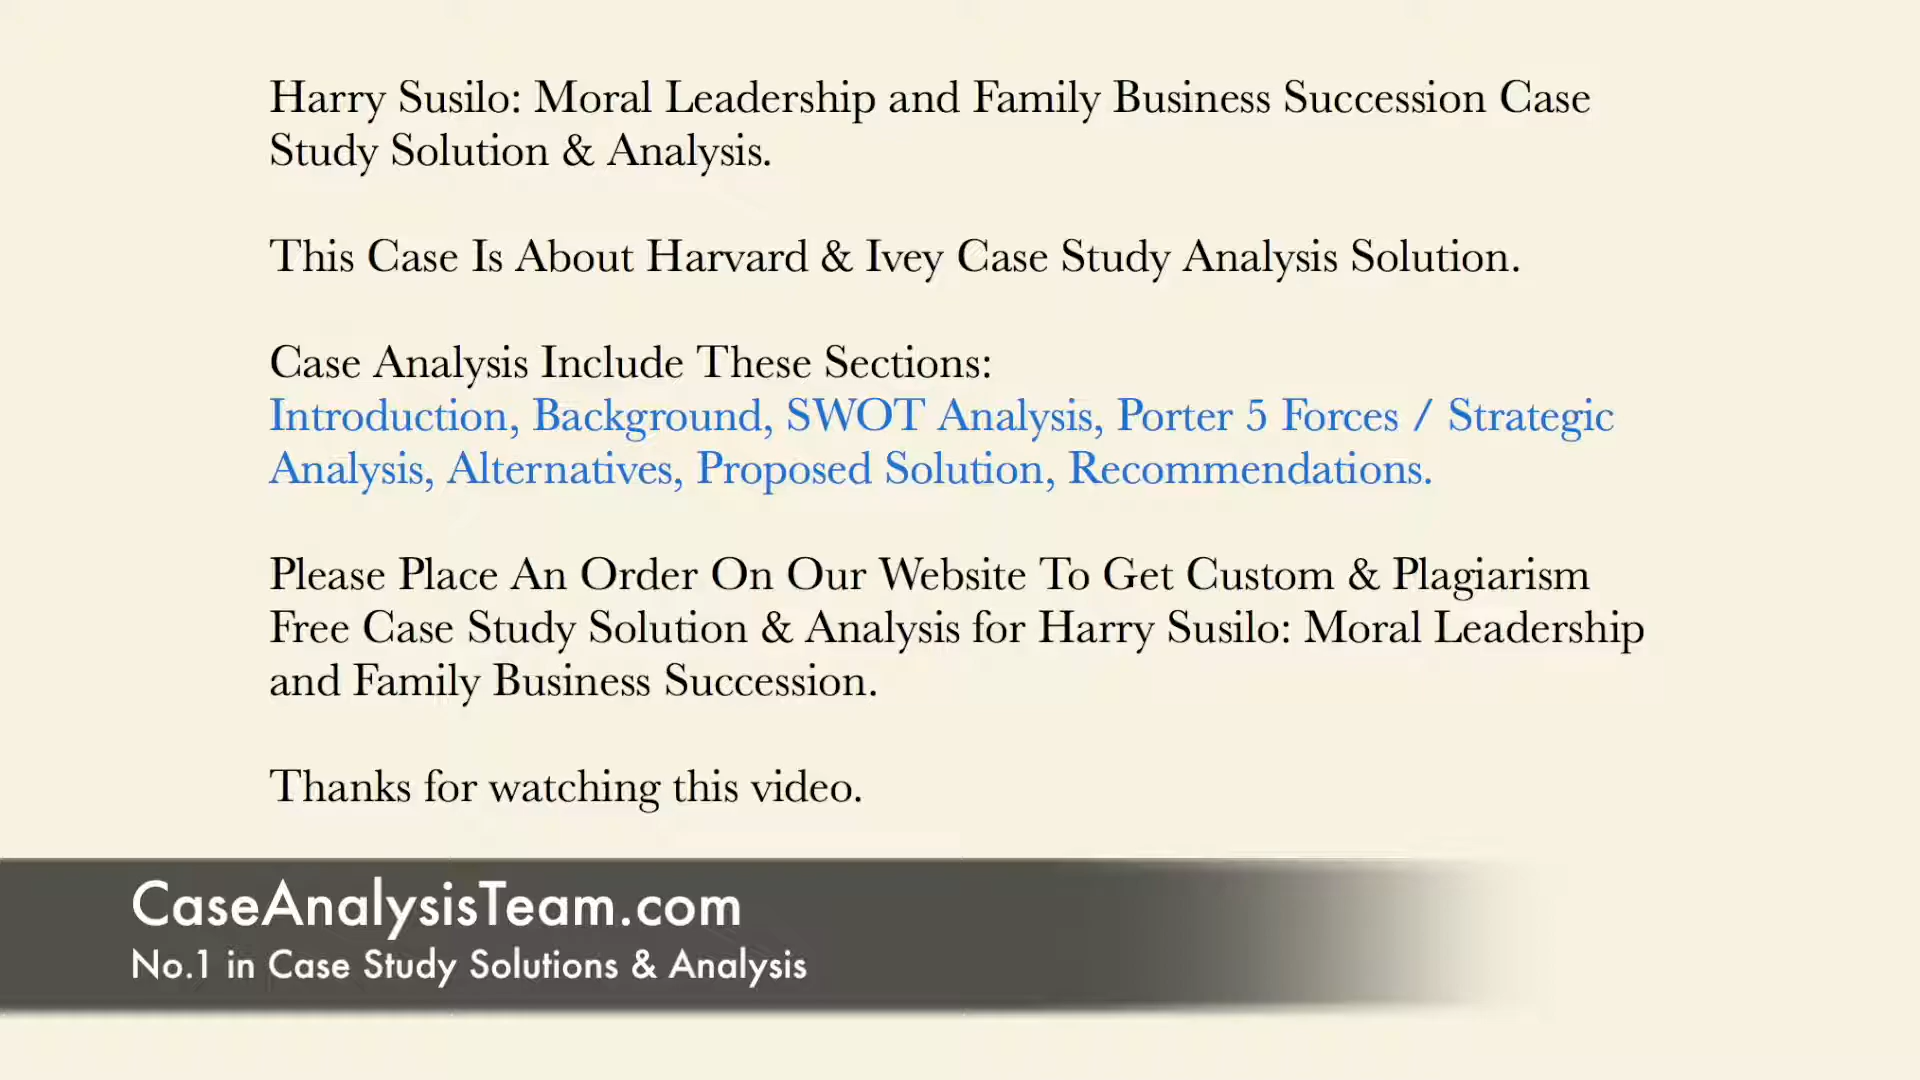 Harry Susilo: Moral Leadership and Family Business Succession Case
Study Solution & Analysis.
This Case Is About Harvard & Ivey Case Study Analysis Solution.
Case Analysis Include These Sections:
Introduction, Background, SWOT Analysis, Porter 5 Forces / Strategic
Analysis, Alternatives, Proposed Solution, Recommendations.
Please Place An Order On Our Website To Get Custom & Plagiarism
Free Case Study Solution & Analysis for Harry Susilo: Moral Leadership
and Family Business Succession.
Thanks for watching this video.
CaseAnalysisTeam.com
No.1 in Case Study Solutions & Analysis